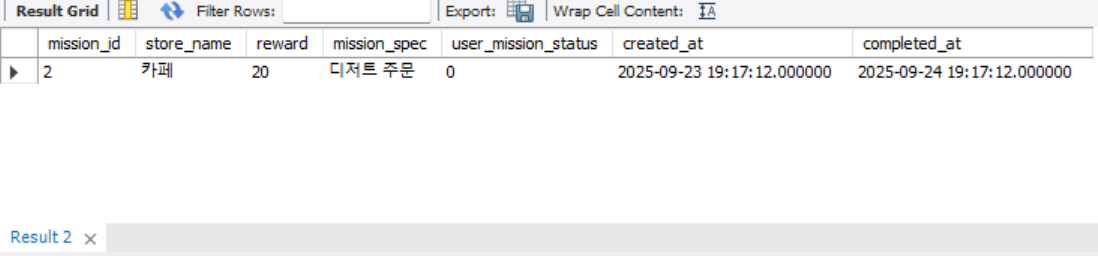 Result Grid Filter Rows: Export: Wrap Cell Content: IA
mission_id store_name reward mission_spec user_mission_status created_at completed_at
2 카페 20 디저트 주문 0 2025-09-23 19:17:12.000000 2025-09-24 19:17:12.000000
Result 2 ×